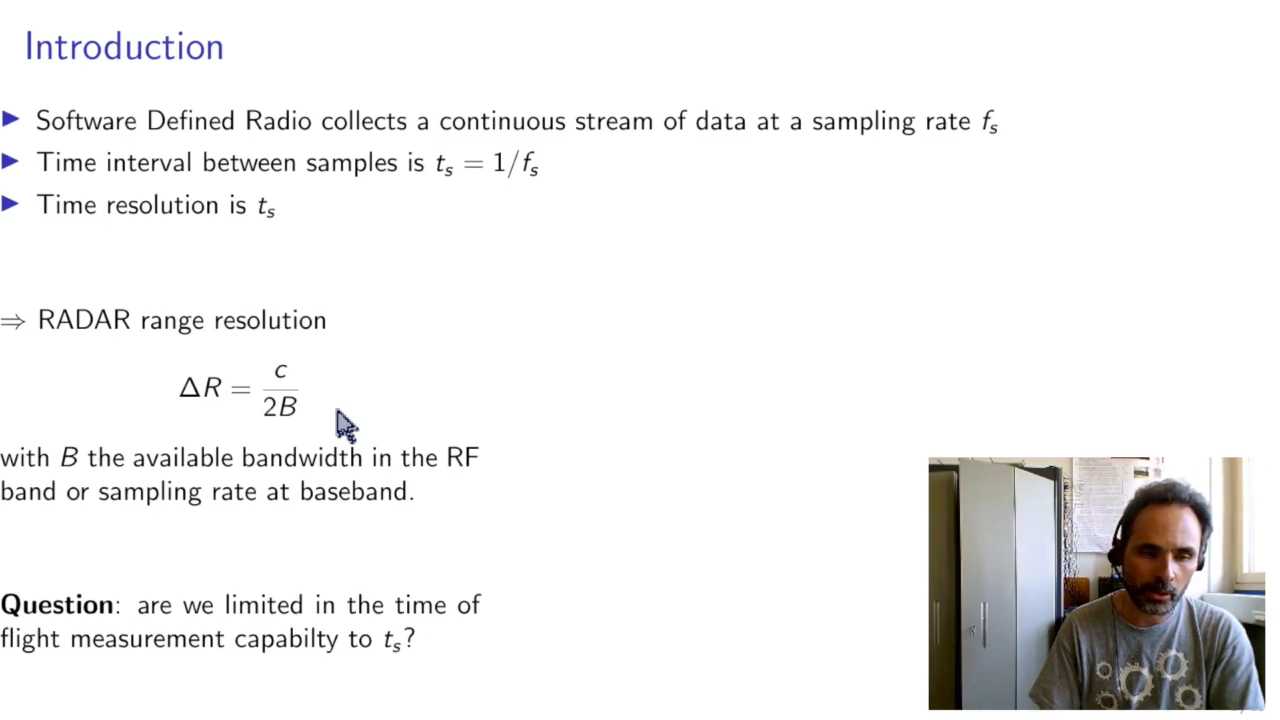 Introduction
▶ Software Defined Radio collects a continuous stream of data at a sampling rate fₛ
▶ Time interval between samples is tₛ = 1/fₛ
▶ Time resolution is tₛ
⇒ RADAR range resolution
ΔR = c / 2B
with B the available bandwidth in the RF
band or sampling rate at baseband.
Question: are we limited in the time of
flight measurement capabilty to tₛ?